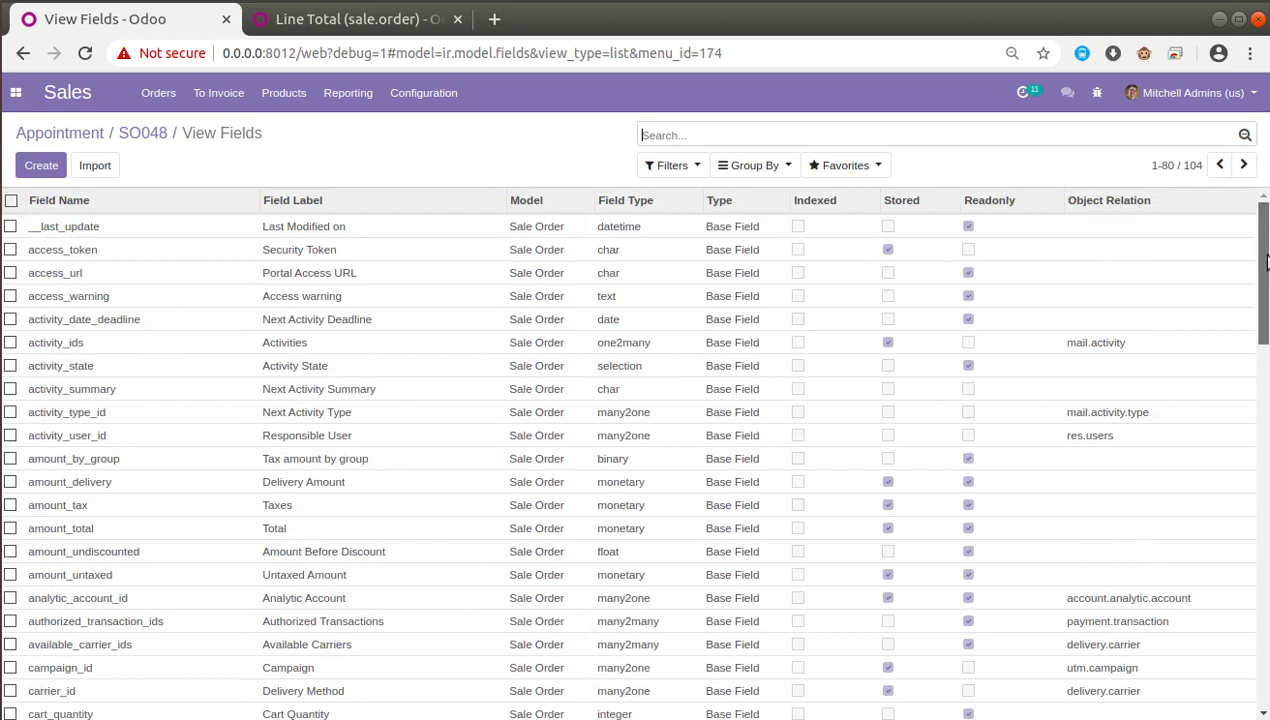 View Fields - Odoo
Line Total (sale.order) - O
Not secure 0.0.0.0:8012/web?debug=1#model=ir.model.fields&view_type=list&menu_id=174
Sales Orders To Invoice Products Reporting Configuration 11 Mitchell Admins (us)
Appointment / SO048 / View Fields
Search...
Create Import Filters Group By Favorites 1-80 / 104
Field Name Field Label Model Field Type Type Indexed Stored Readonly Object Relation
__last_update Last Modified on Sale Order datetime Base Field
access_token Security Token Sale Order char Base Field
access_url Portal Access URL Sale Order char Base Field
access_warning Access warning Sale Order text Base Field
activity_date_deadline Next Activity Deadline Sale Order date Base Field
activity_ids Activities Sale Order one2many Base Field mail.activity
activity_state Activity State Sale Order selection Base Field
activity_summary Next Activity Summary Sale Order char Base Field
activity_type_id Next Activity Type Sale Order many2one Base Field mail.activity.type
activity_user_id Responsible User Sale Order many2one Base Field res.users
amount_by_group Tax amount by group Sale Order binary Base Field
amount_delivery Delivery Amount Sale Order monetary Base Field
amount_tax Taxes Sale Order monetary Base Field
amount_total Total Sale Order monetary Base Field
amount_undiscounted Amount Before Discount Sale Order float Base Field
amount_untaxed Untaxed Amount Sale Order monetary Base Field
analytic_account_id Analytic Account Sale Order many2one Base Field account.analytic.account
authorized_transaction_ids Authorized Transactions Sale Order many2many Base Field payment.transaction
available_carrier_ids Available Carriers Sale Order many2many Base Field delivery.carrier
campaign_id Campaign Sale Order many2one Base Field utm.campaign
carrier_id Delivery Method Sale Order many2one Base Field delivery.carrier
cart_quantity Cart Quantity Sale Order integer Base Field